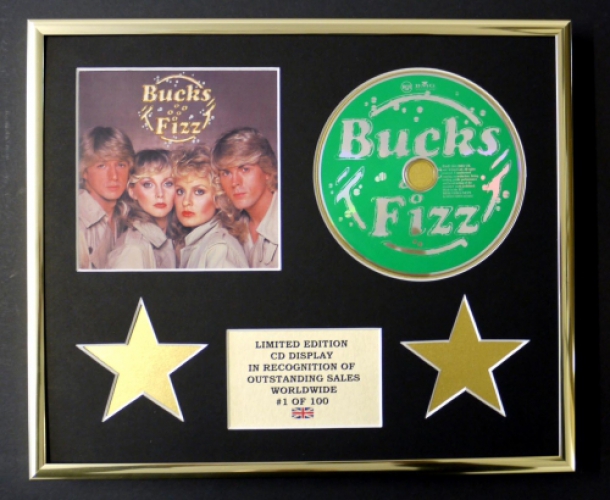 Bucks
Fizz
Bucks
Fizz
LIMITED EDITION
CD DISPLAY
IN RECOGNITION OF
OUTSTANDING SALES
WORLDWIDE
#1 OF 100